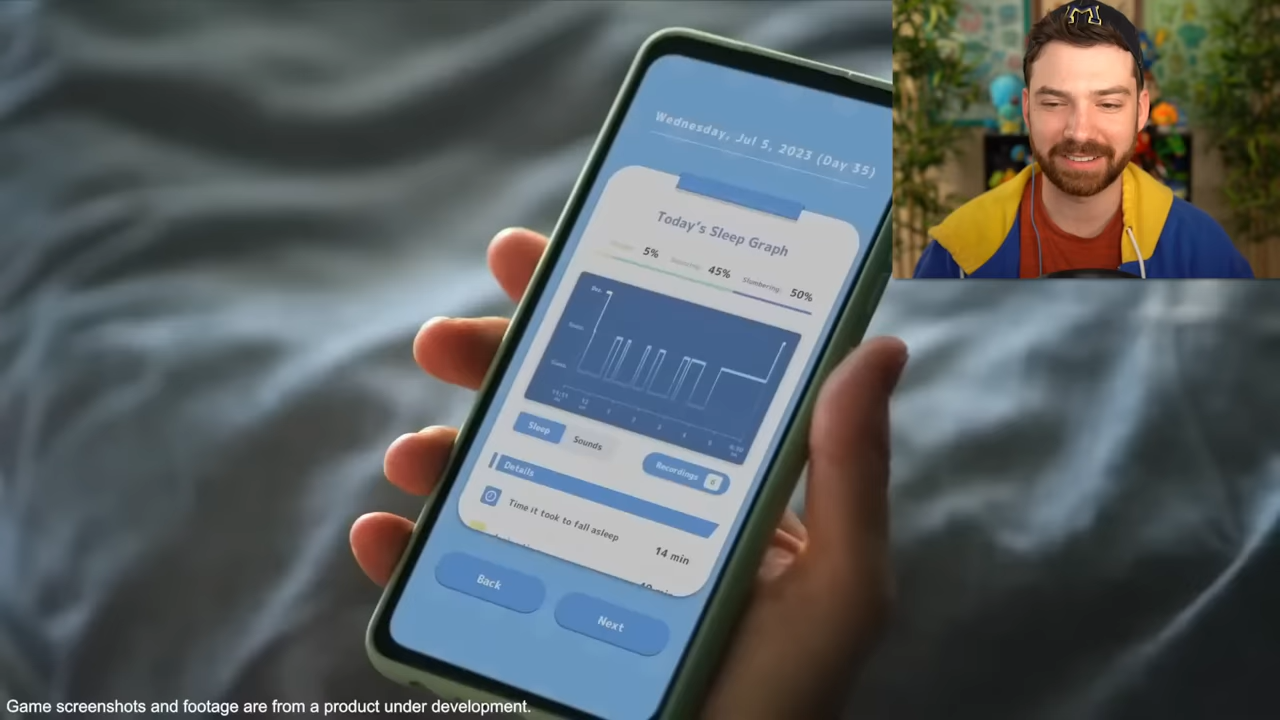 Wednesday, Jul 5, 2023 (Day 35)
Today's Sleep Graph
5%
45%
Slumbering:
50%
Sleep
Sounds
Recordings
Details
Time it took to fall asleep
14 min
Back
Next
Game screenshots and footage are from a product under development.